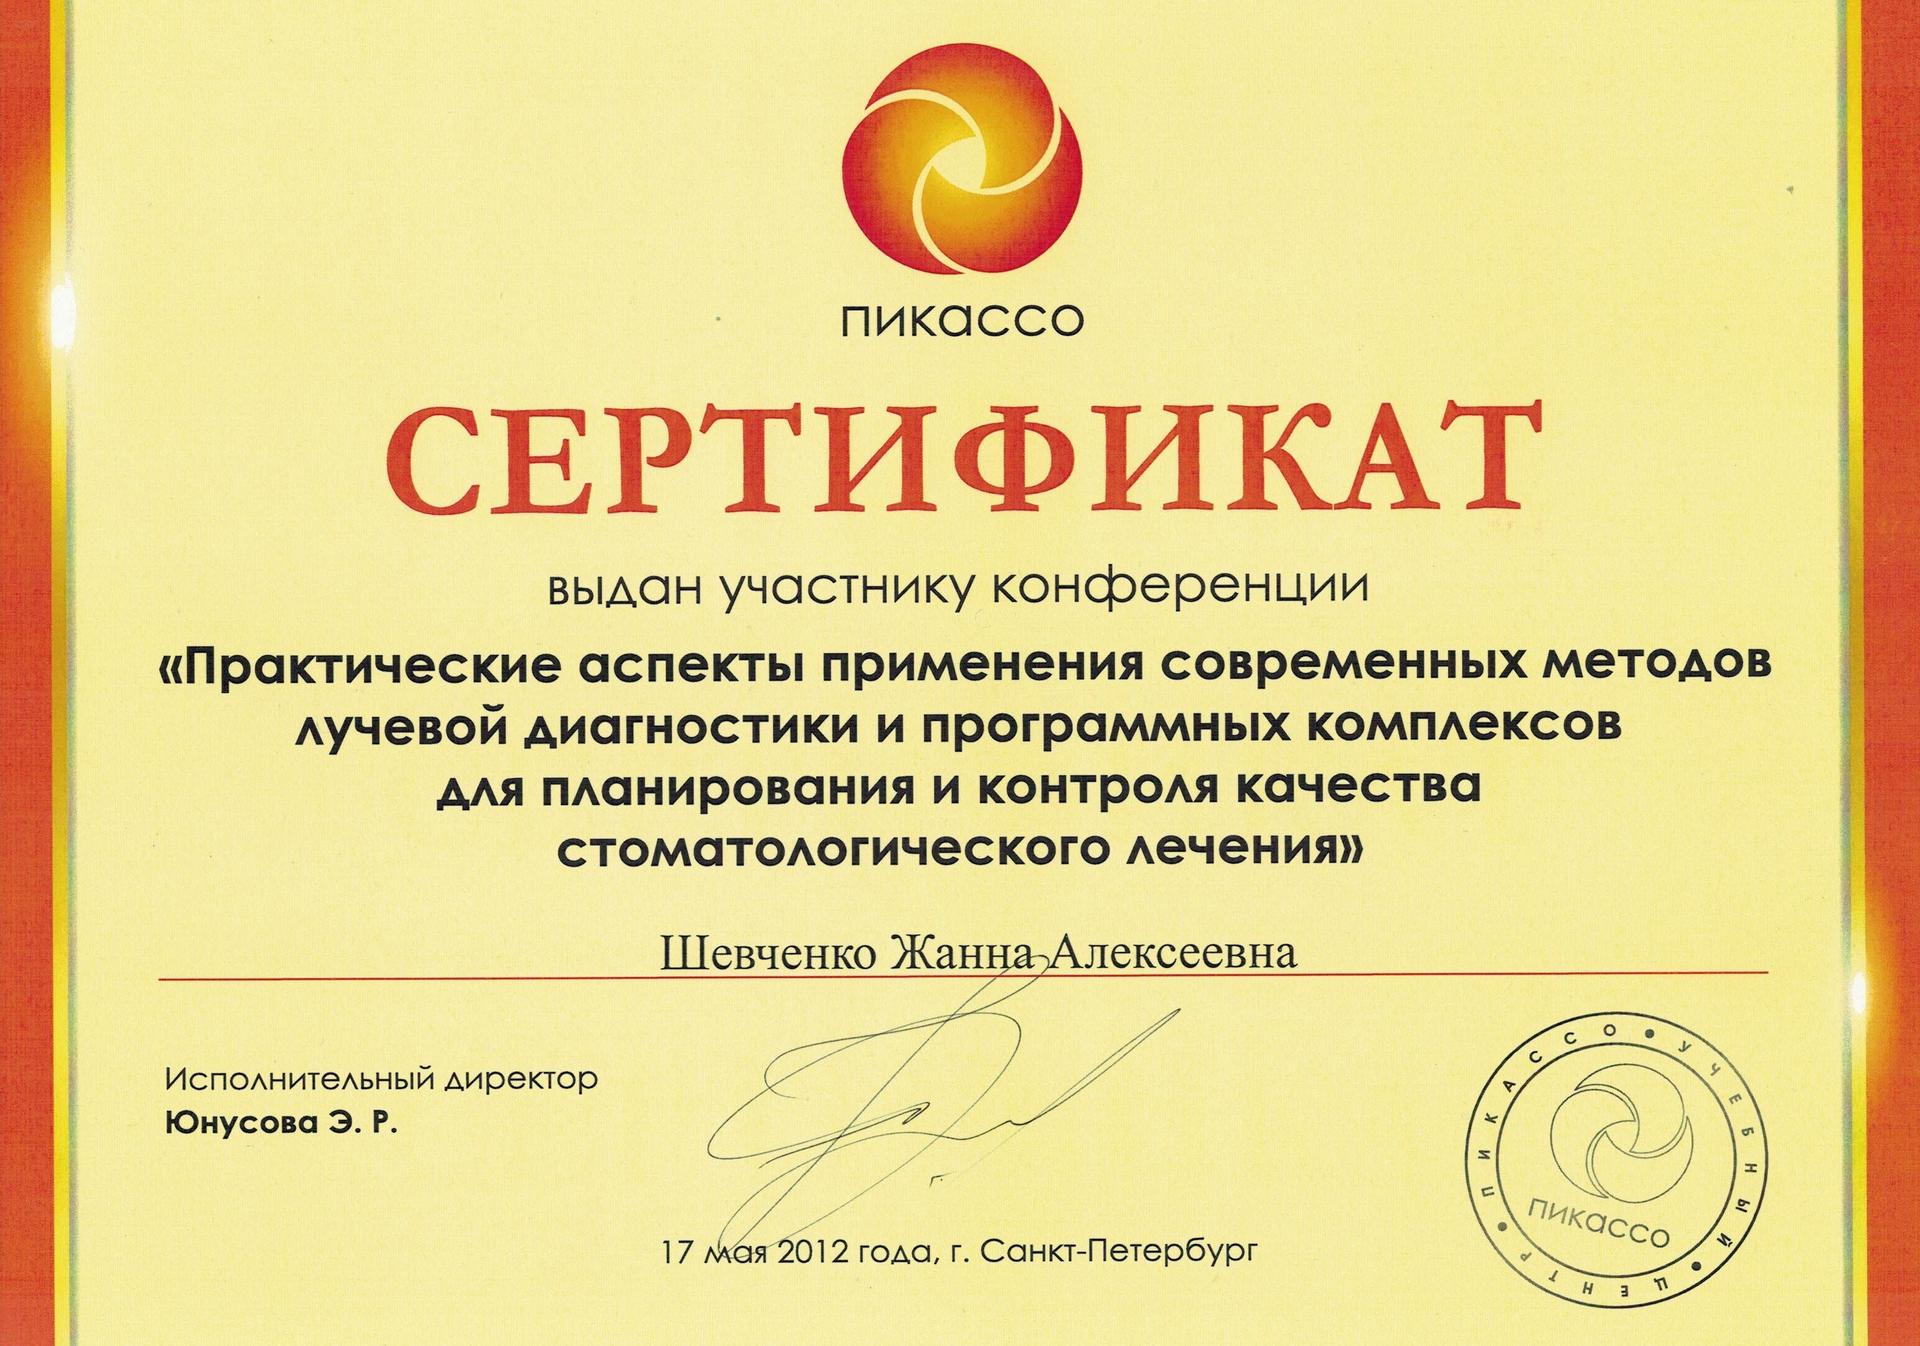 пикассо
СЕРТИФИКАТ
выдан участнику конференции
«Практические аспекты применения современных методов
лучевой диагностики и программных комплексов
для планирования и контроля качества
стоматологического лечения»
Шевченко Жанна Алексеевна
Исполнительный директор
Юнусова Э. Р.
17 мая 2012 года, г. Санкт-Петербург
ПИКАССО • УЧЕБНЫЙ • ЦЕНТР •
пикассо